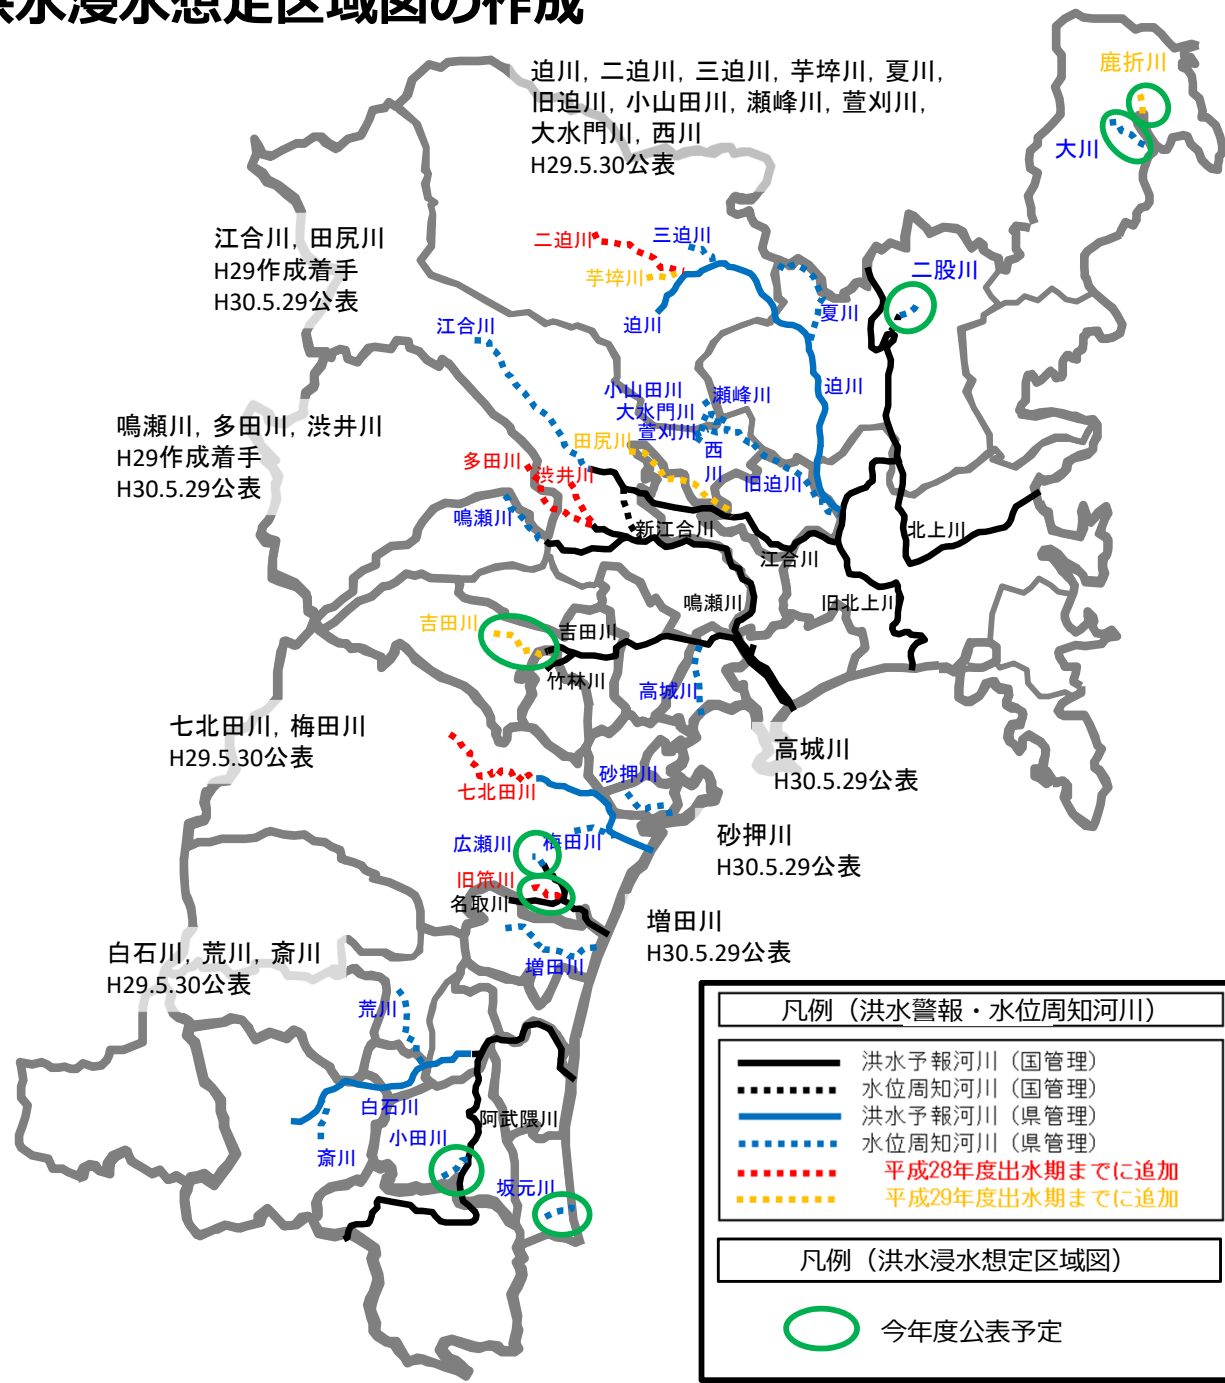 洪水浸水想定区域図の作成
迫川, 二迫川, 三迫川, 芋埣川, 夏川,
旧迫川, 小山田川, 瀬峰川, 萱刈川,
大水門川, 西川
H29.5.30公表
鹿折川
大川
江合川, 田尻川
H29作成着手
H30.5.29公表
二迫川
三迫川
芋埣川
迫川
二股川
夏川
江合川
迫川
小山田川
瀬峰川
大水門川
萱刈川
田尻川
西川
旧迫川
鳴瀬川, 多田川, 渋井川
H29作成着手
H30.5.29公表
多田川
渋井川
鳴瀬川
新江合川
江合川
北上川
鳴瀬川
旧北上川
吉田川
吉田川
竹林川
高城川
七北田川, 梅田川
H29.5.30公表
高城川
H30.5.29公表
砂押川
七北田川
砂押川
H30.5.29公表
広瀬川
梅田川
旧笊川
名取川
増田川
H30.5.29公表
増田川
白石川, 荒川, 斎川
H29.5.30公表
荒川
白石川
阿武隈川
小田川
斎川
坂元川
凡例（洪水警報・水位周知河川）
洪水予報河川（国管理）
水位周知河川（国管理）
洪水予報河川（県管理）
水位周知河川（県管理）
平成28年度出水期までに追加
平成29年度出水期までに追加
凡例（洪水浸水想定区域図）
今年度公表予定